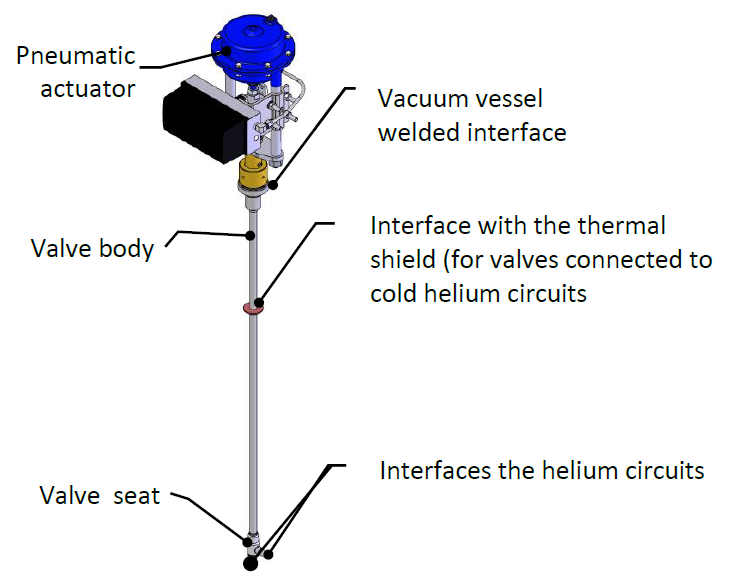 Pneumatic
actuator
Vacuum vessel
welded interface
Valve body
Interface with the thermal
shield (for valves connected to
cold helium circuits
Interfaces the helium circuits
Valve  seat